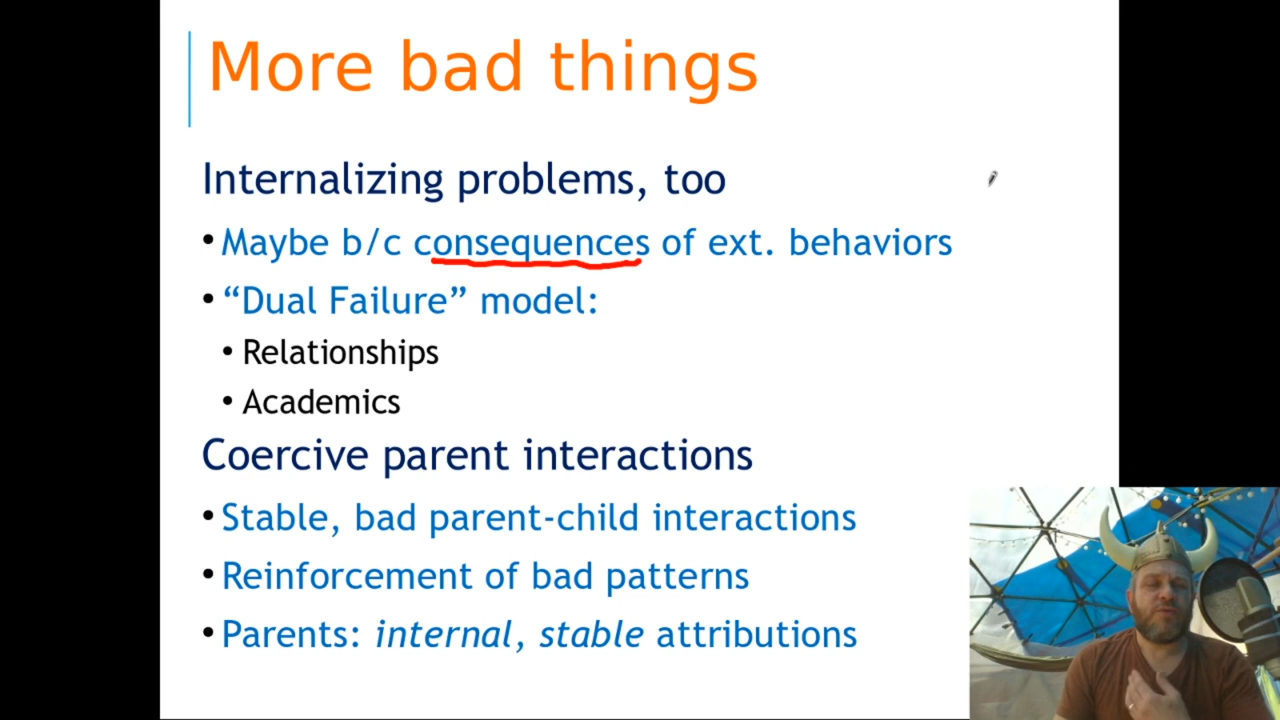 More bad things
Internalizing problems, too
•Maybe b/c consequences of ext. behaviors
•“Dual Failure” model:
•Relationships
•Academics
Coercive parent interactions
•Stable, bad parent-child interactions
•Reinforcement of bad patterns
•Parents: internal, stable attributions